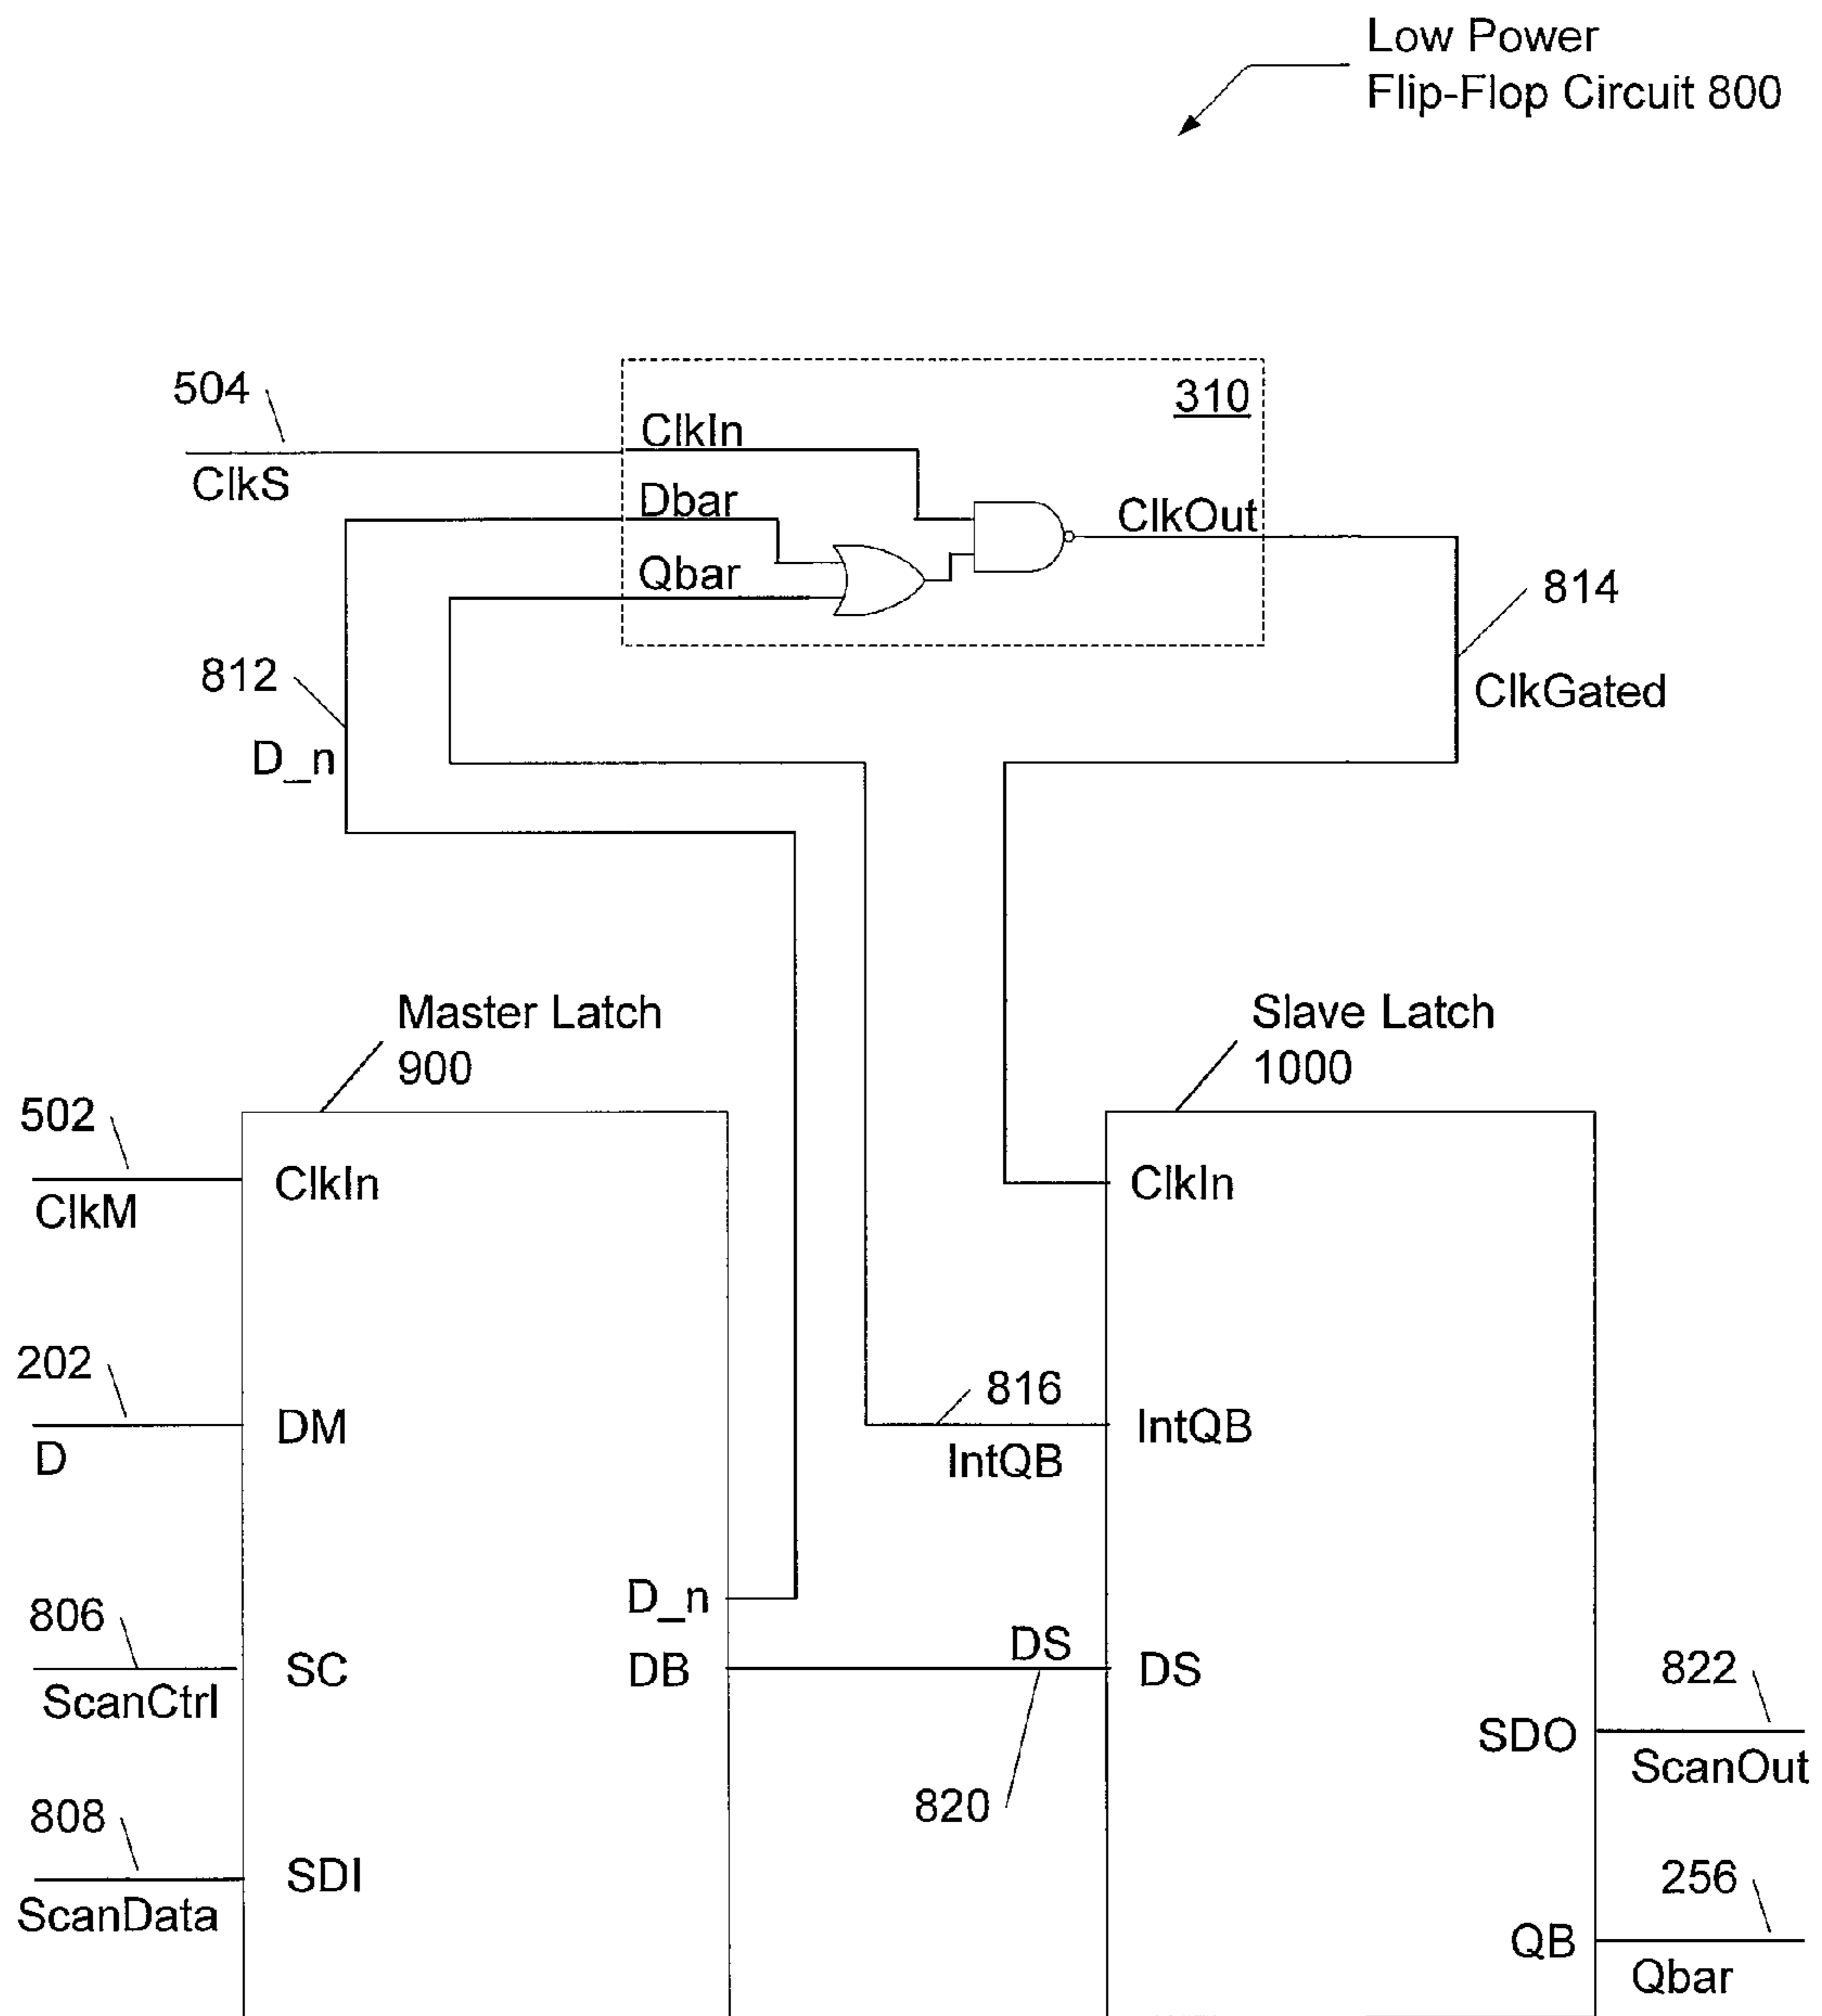 Low Power
Flip-Flop Circuit 800
504
310
ClkIn
ClkS
Dbar
ClkOut
Qbar
814
812
ClkGated
D_n
Master Latch
900
Slave Latch
1000
502
ClkIn
ClkIn
ClkM
202
816
DM
IntQB
D
IntQB
D_n
806
DS
SC
DB
DS
822
ScanCtrl
SDO
ScanOut
808
820
SDI
256
ScanData
QB
Qbar